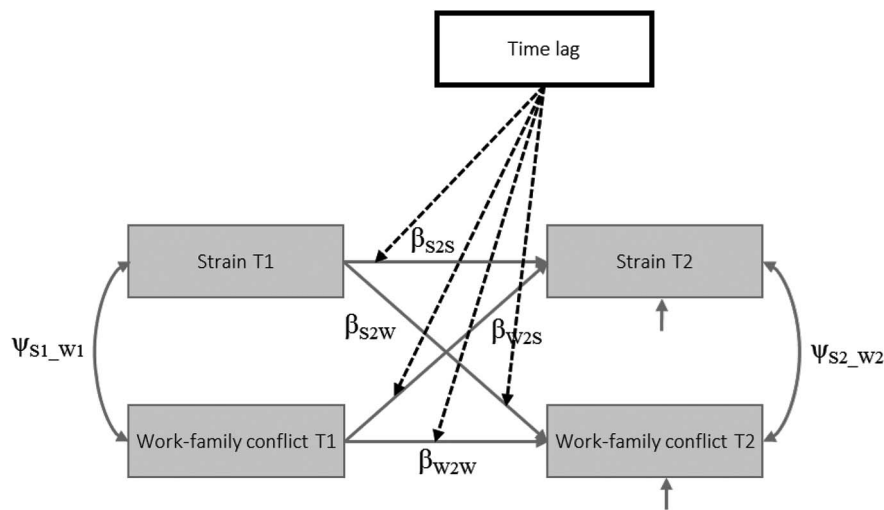 Time lag
βS2S
Strain T1
Strain T2
βS2W
βW2S
ΨS1_W1
ΨS2_W2
Work-family conflict T1
Work-family conflict T2
βW2W